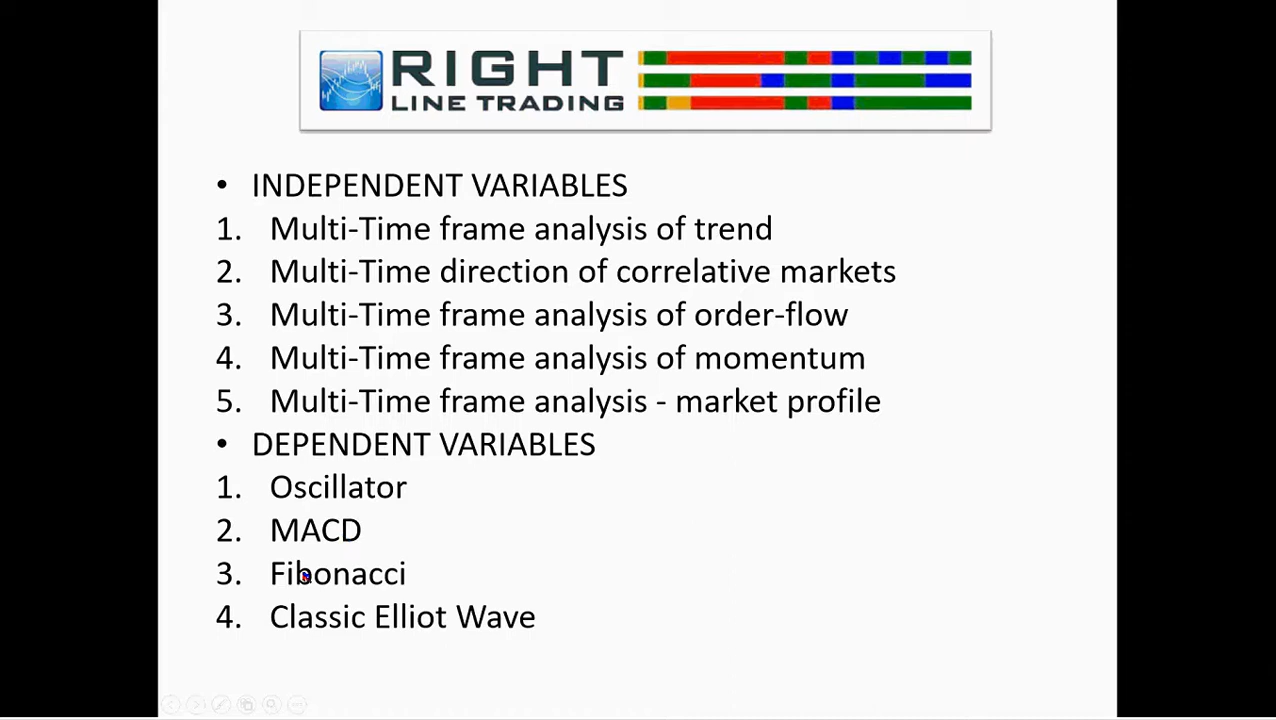 RIGHT
LINE TRADING
• INDEPENDENT VARIABLES
1. Multi-Time frame analysis of trend
2. Multi-Time direction of correlative markets
3. Multi-Time frame analysis of order-flow
4. Multi-Time frame analysis of momentum
5. Multi-Time frame analysis - market profile
• DEPENDENT VARIABLES
1. Oscillator
2. MACD
3. Fibonacci
4. Classic Elliot Wave